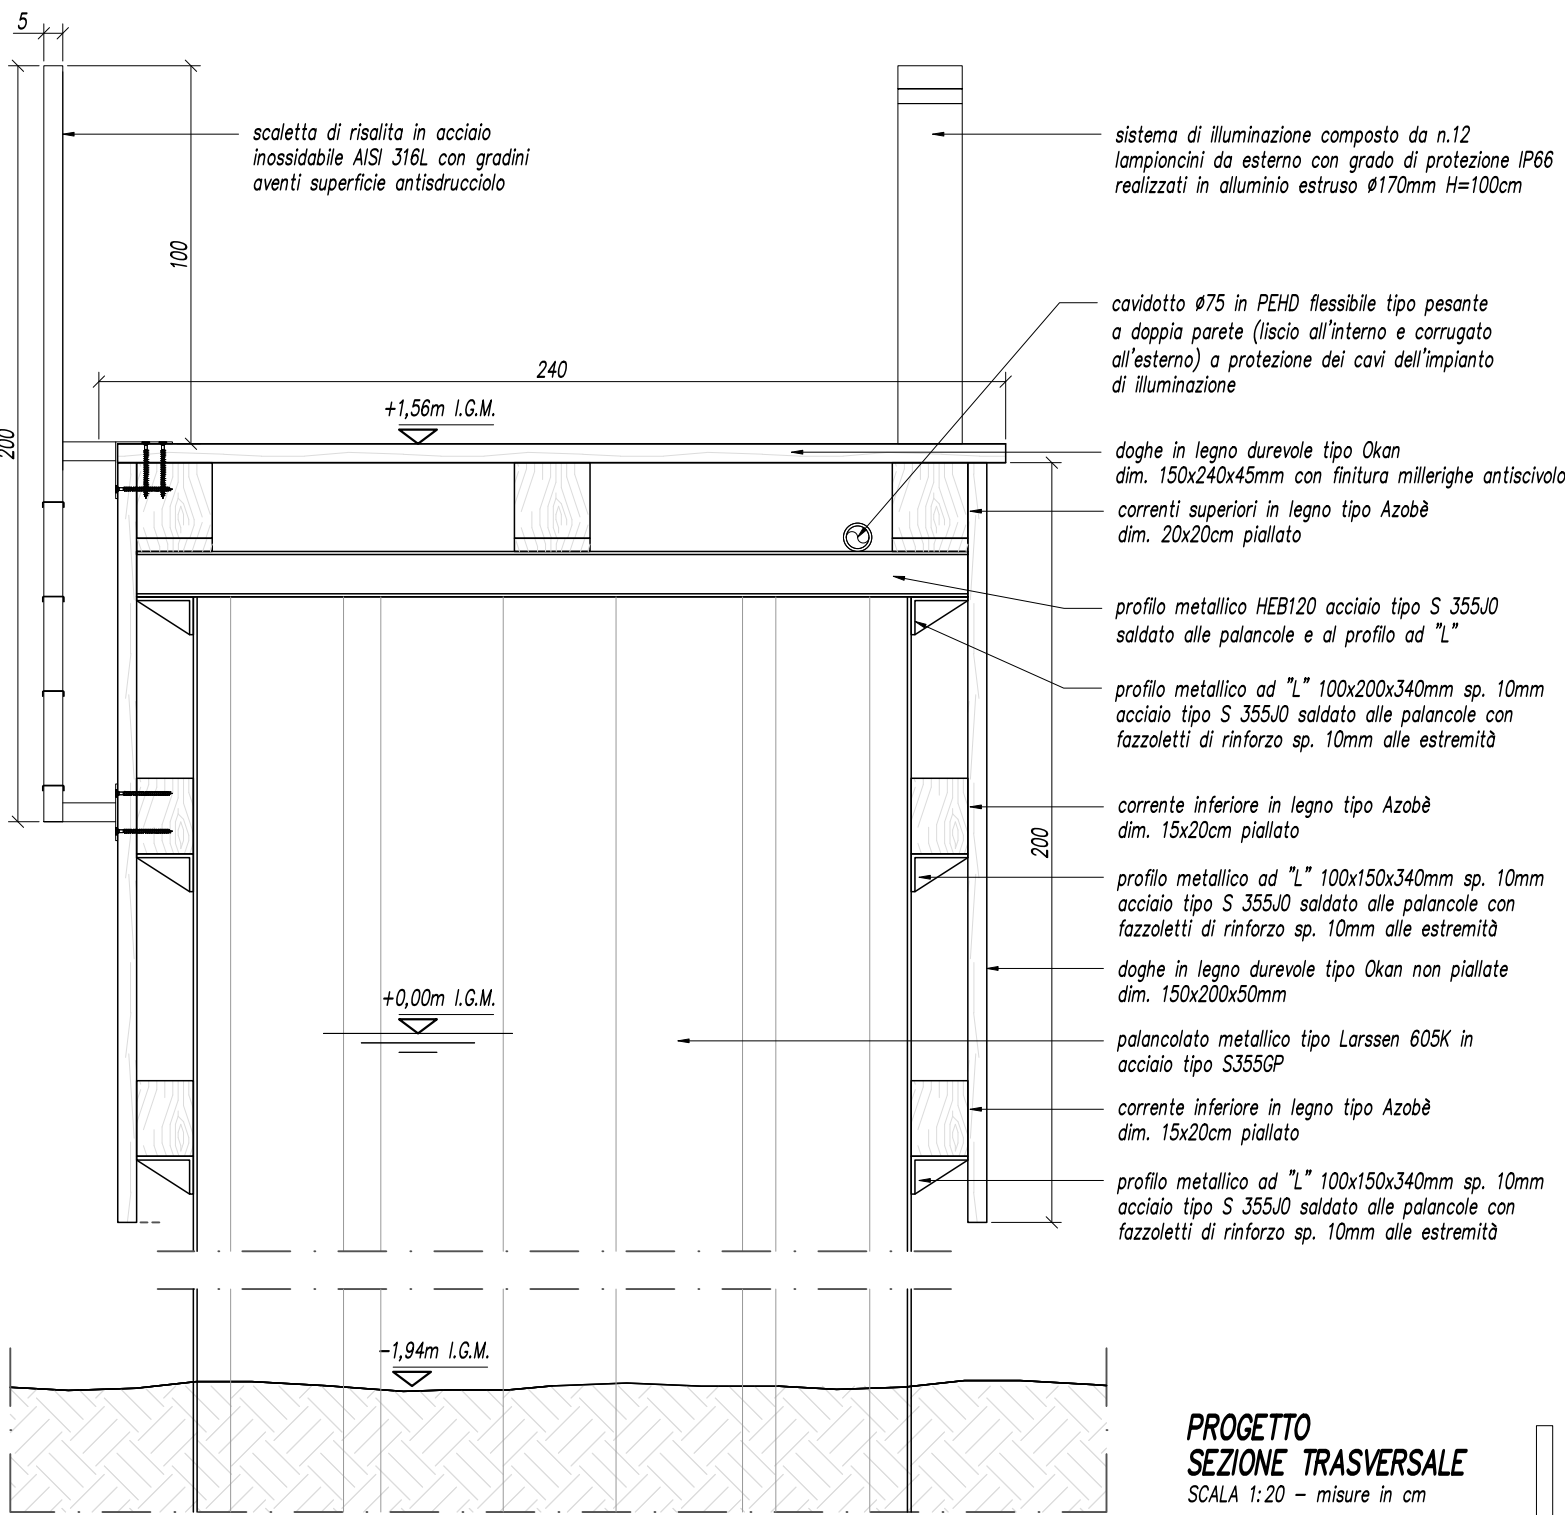 5
scaletta di risalita in acciaio
inossidabile AISI 316L con gradini
aventi superficie antisdrucciolo
100
200
240
+1,56m I.G.M.
sistema di illuminazione composto da n.12
lampioncini da esterno con grado di protezione IP66
realizzati in alluminio estruso ø170mm H=100cm
cavidotto ø75 in PEHD flessibile tipo pesante
a doppia parete (liscio all'interno e corrugato
all'esterno) a protezione dei cavi dell'impianto
di illuminazione
doghe in legno durevole tipo Okan
dim. 150x240x45mm con finitura millerighe antiscivolo
correnti superiori in legno tipo Azobè
dim. 20x20cm piallato
profilo metallico HEB120 acciaio tipo S 355J0
saldato alle palancole e al profilo ad "L"
profilo metallico ad "L" 100x200x340mm sp. 10mm
acciaio tipo S 355J0 saldato alle palancole con
fazzoletti di rinforzo sp. 10mm alle estremità
corrente inferiore in legno tipo Azobè
dim. 15x20cm piallato
200
profilo metallico ad "L" 100x150x340mm sp. 10mm
acciaio tipo S 355J0 saldato alle palancole con
fazzoletti di rinforzo sp. 10mm alle estremità
doghe in legno durevole tipo Okan non piallate
dim. 150x200x50mm
+0,00m I.G.M.
palancolato metallico tipo Larssen 605K in
acciaio tipo S355GP
corrente inferiore in legno tipo Azobè
dim. 15x20cm piallato
profilo metallico ad "L" 100x150x340mm sp. 10mm
acciaio tipo S 355J0 saldato alle palancole con
fazzoletti di rinforzo sp. 10mm alle estremità
-1,94m I.G.M.
PROGETTO
SEZIONE TRASVERSALE
SCALA 1:20 - misure in cm